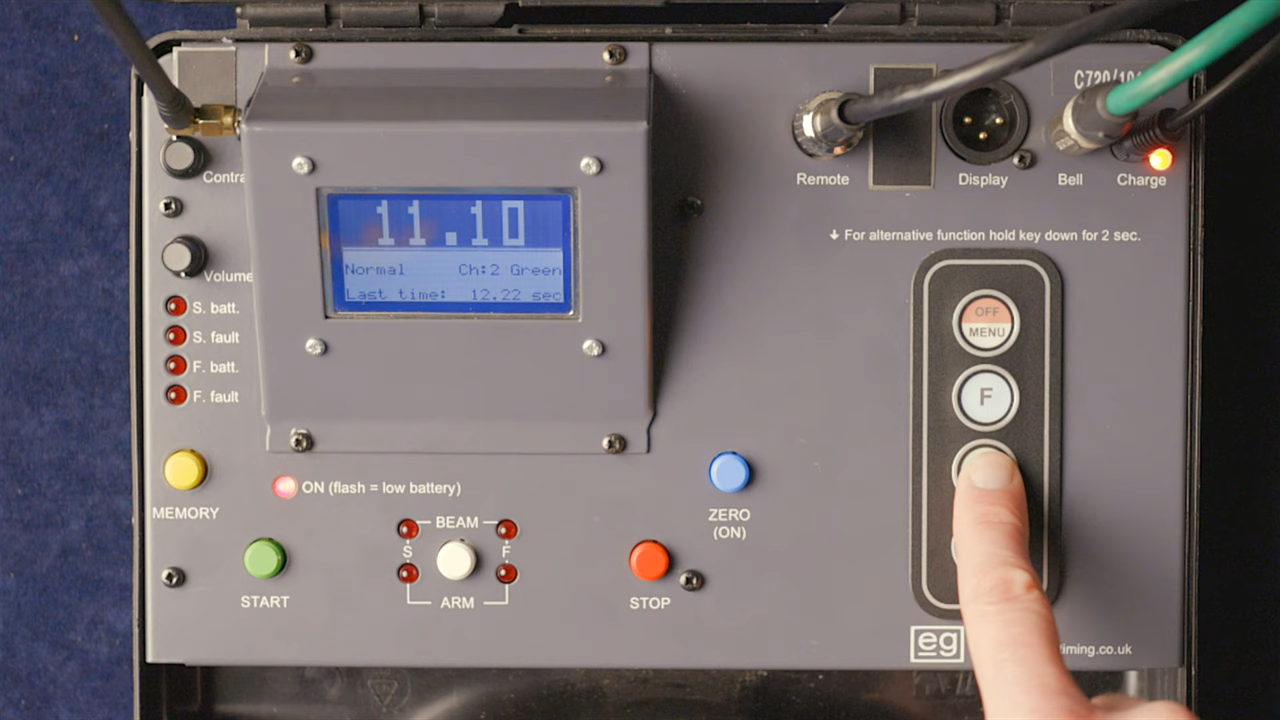 C720/
Remote
Display
Bell
Charge
Volume
11.10
Normal Ch:2 Green
Last time: 12.22 sec
↓ For alternative function hold key down for 2 sec.
S. batt.
S. fault
F. batt.
F. fault
OFF
MENU
F
MEMORY
ON (flash = low battery)
ZERO
(ON)
BEAM
S F
START
ARM
STOP
eg
timing.co.uk